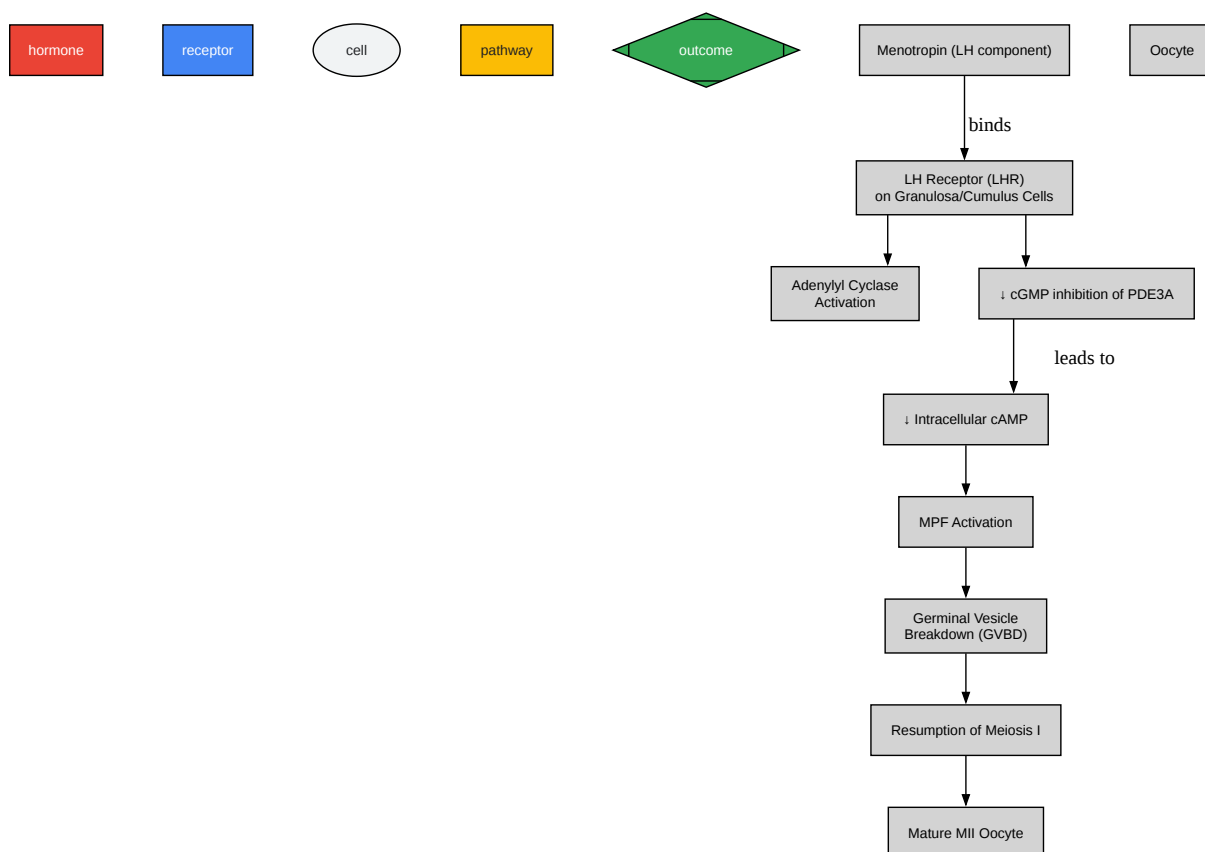 hormone
receptor
cell
pathway
outcome
Menotropin (LH component)
Oocyte
binds
LH Receptor (LHR)
on Granulosa/Cumulus Cells
Adenylyl Cyclase
Activation
↓ cGMP inhibition of PDE3A
leads to
↓ Intracellular cAMP
MPF Activation
Germinal Vesicle
Breakdown (GVBD)
Resumption of Meiosis I
Mature MII Oocyte